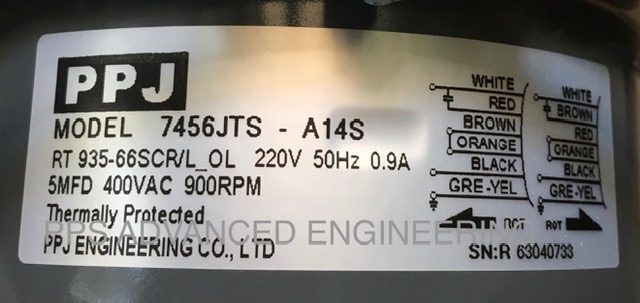 PPJ
MODEL 7456JTS - A14S
RT 935-66SCR/L_OL 220V 50Hz 0.9A
5MFD 400VAC 900RPM
Thermally Protected
PPS ADVANCED ENGINEERING
PPJ ENGINEERING CO., LTD
WHITE
RED
BROWN
ORANGE
BLACK
GRE-YEL
WHITE
BROWN
RED
ORANGE
BLACK
GRE-YEL
ROT ROT
SN:R 63040733